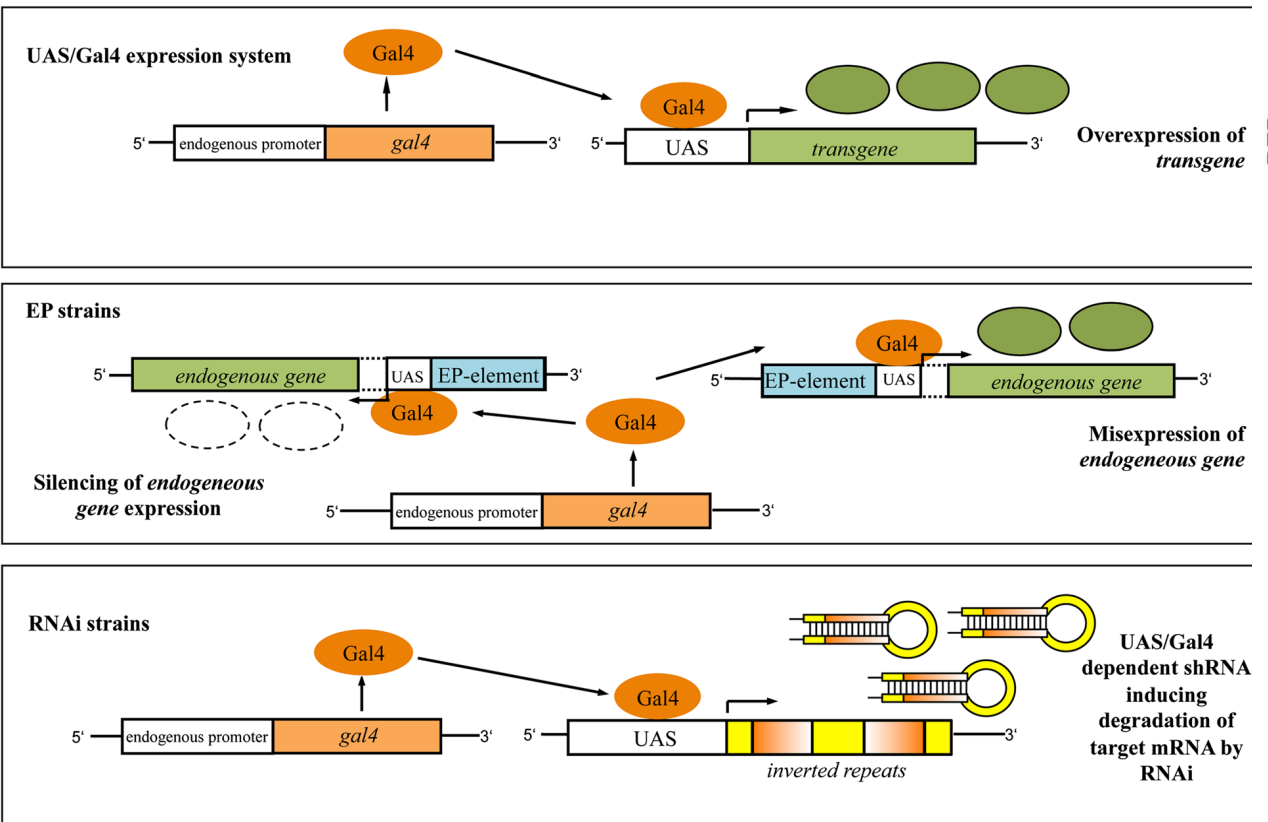 UAS/Gal4 expression system
Gal4
Gal4
5‘
endogenous promoter
gal4
3‘
5‘
UAS
transgene
3‘
Overexpression of
transgene
EP strains
5‘
endogenous gene
UAS
EP-element
3‘
Gal4
Gal4
Gal4
5‘
EP-element
UAS
endogenous gene
3‘
Misexpression of
endogeneous gene
Silencing of endogeneous
gene expression
5‘
endogenous promoter
gal4
3‘
RNAi strains
Gal4
Gal4
5‘
endogenous promoter
gal4
3‘
5‘
UAS
3‘
inverted repeats
UAS/Gal4
dependent shRNA
inducing
degradation of
target mRNA by
RNAi